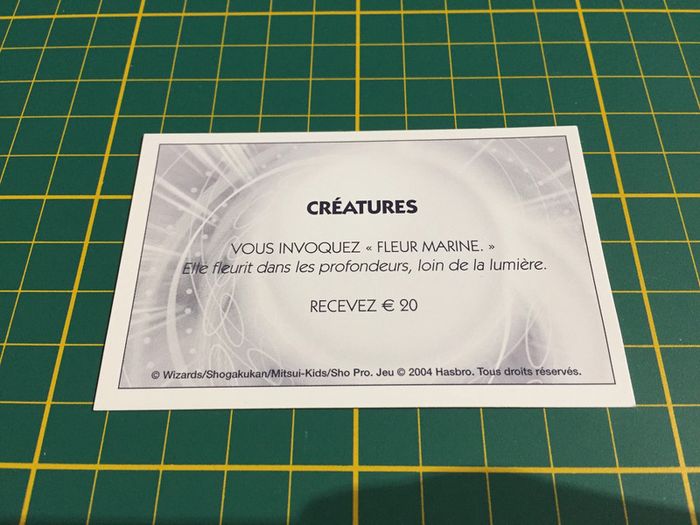 CRÉATURES
VOUS INVOQUEZ « FLEUR MARINE. »
Elle fleurit dans les profondeurs, loin de la lumière.
RECEVEZ € 20
© Wizards/Shogakukan/Mitsui-Kids/Sho Pro. Jeu © 2004 Hasbro. Tous droits réservés.